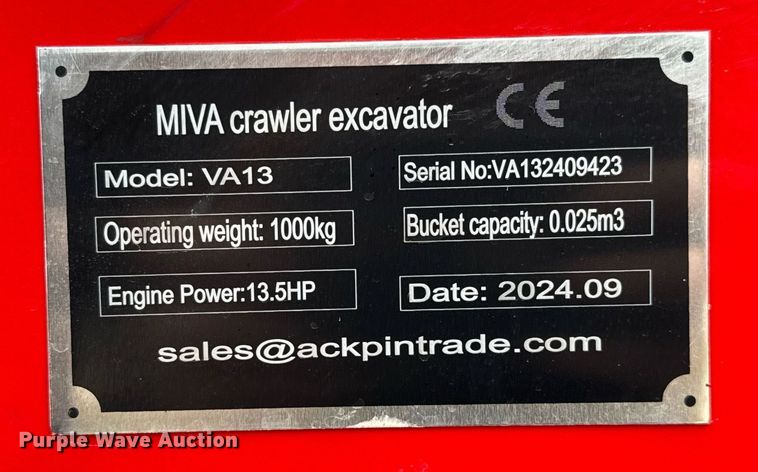 MIVA crawler excavator CE
Model: VA13
Serial No:VA132409423
Operating weight: 1000kg
Bucket capacity: 0.025m3
Engine Power:13.5HP
Date: 2024.09
sales@ackpintrade.com
Purple Wave Auction